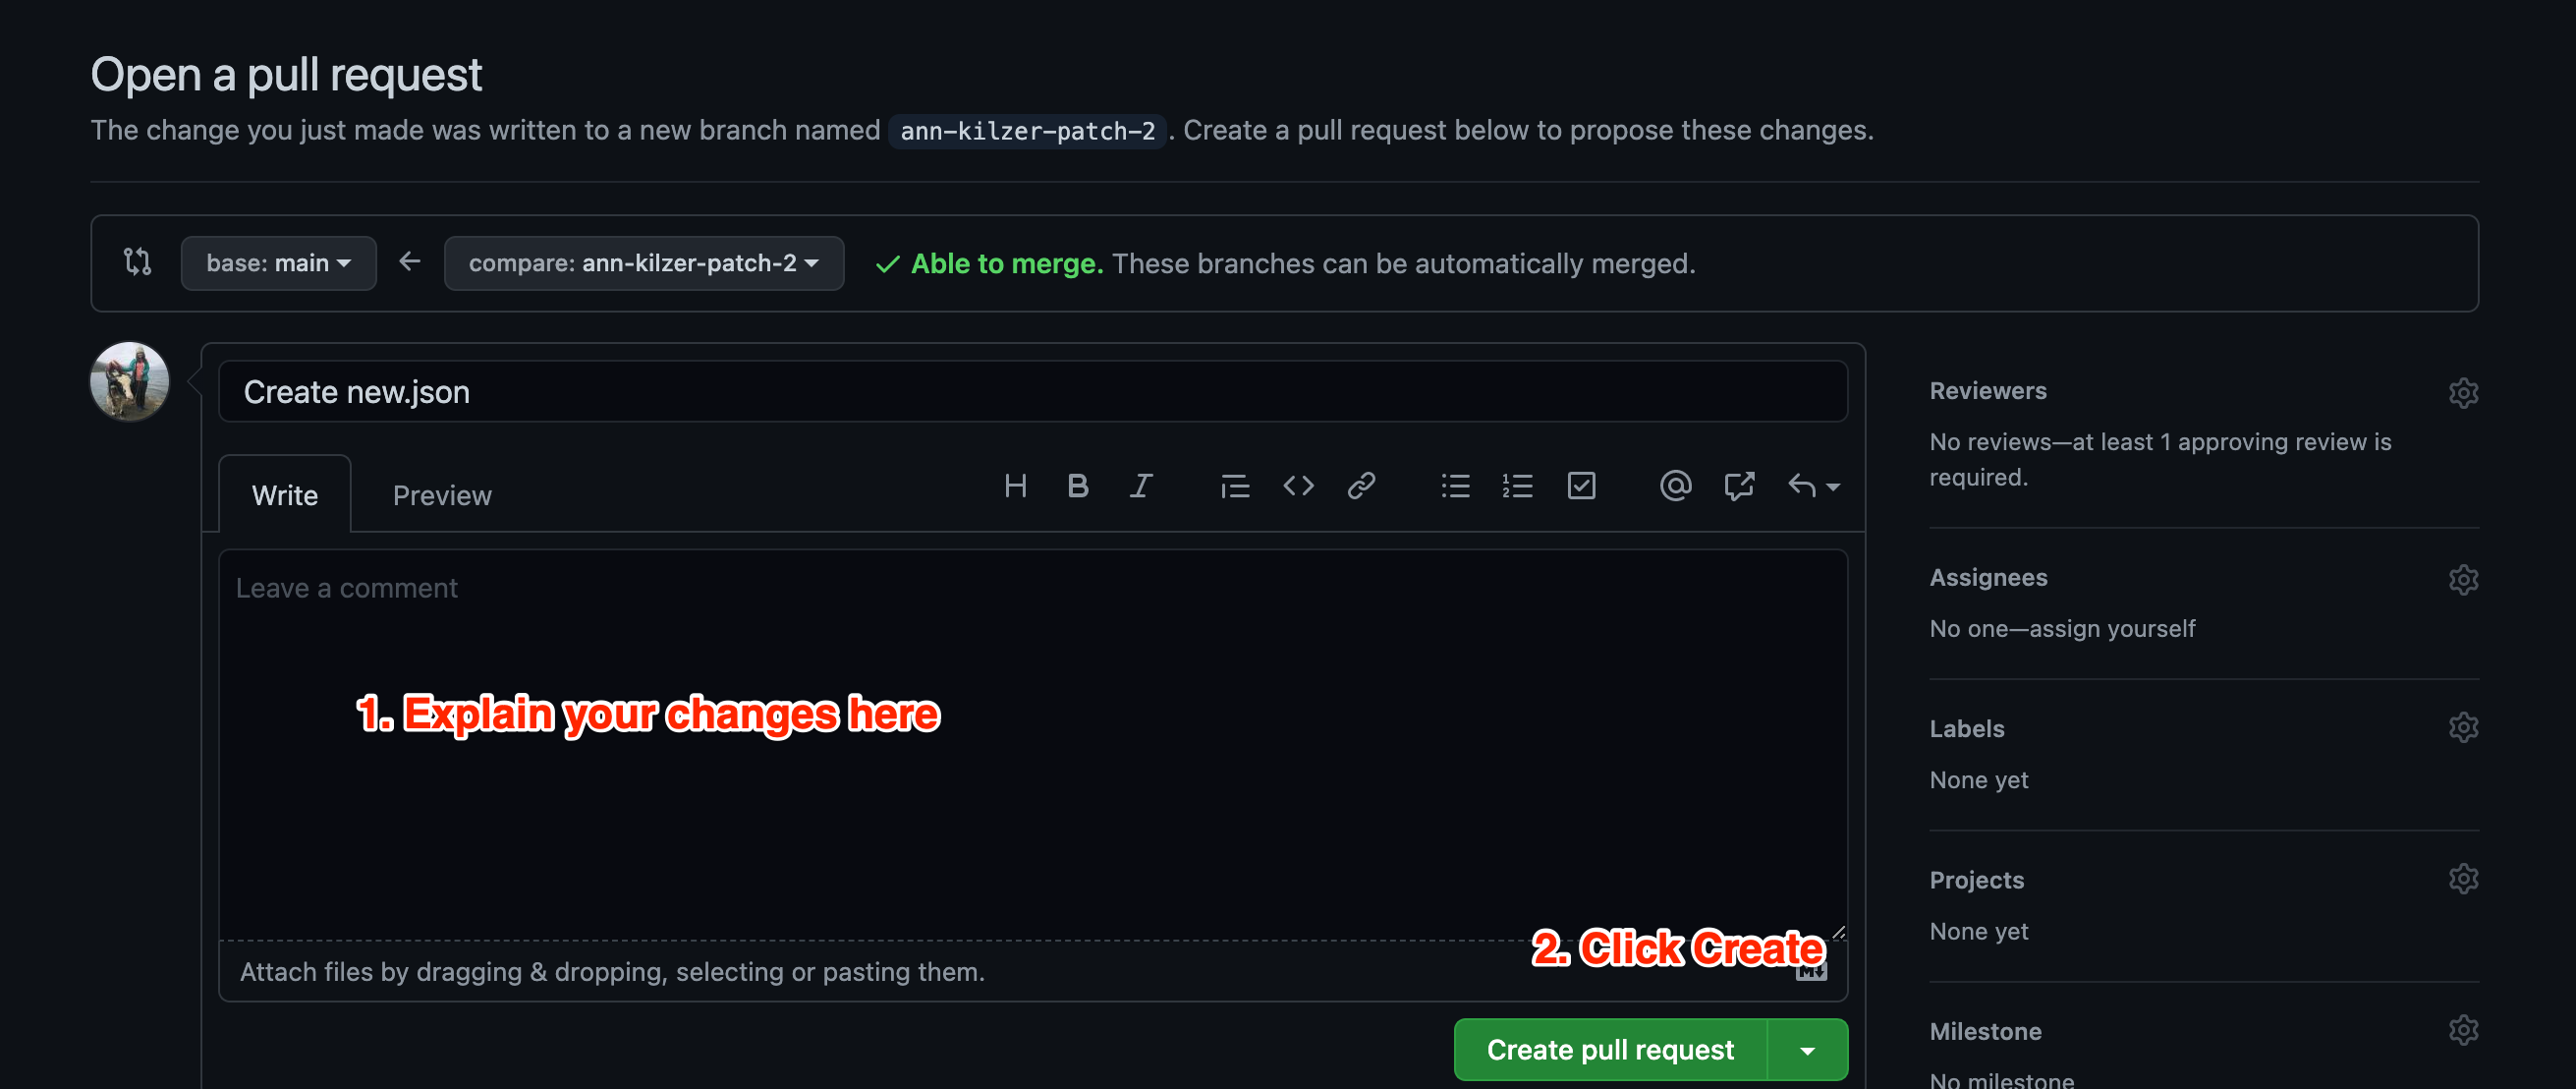 Open a pull request
The change you just made was written to a new branch named ann-kilzer-patch-2. Create a pull request below to propose these changes.
base: main
compare: ann-kilzer-patch-2
Able to merge. These branches can be automatically merged.
Create new.json
Write
Preview
Leave a comment
1. Explain your changes here
2. Click Create
Attach files by dragging & dropping, selecting or pasting them.
Create pull request
Reviewers
No reviews—at least 1 approving review is
required.
Assignees
No one—assign yourself
Labels
None yet
Projects
None yet
Milestone
No milestone